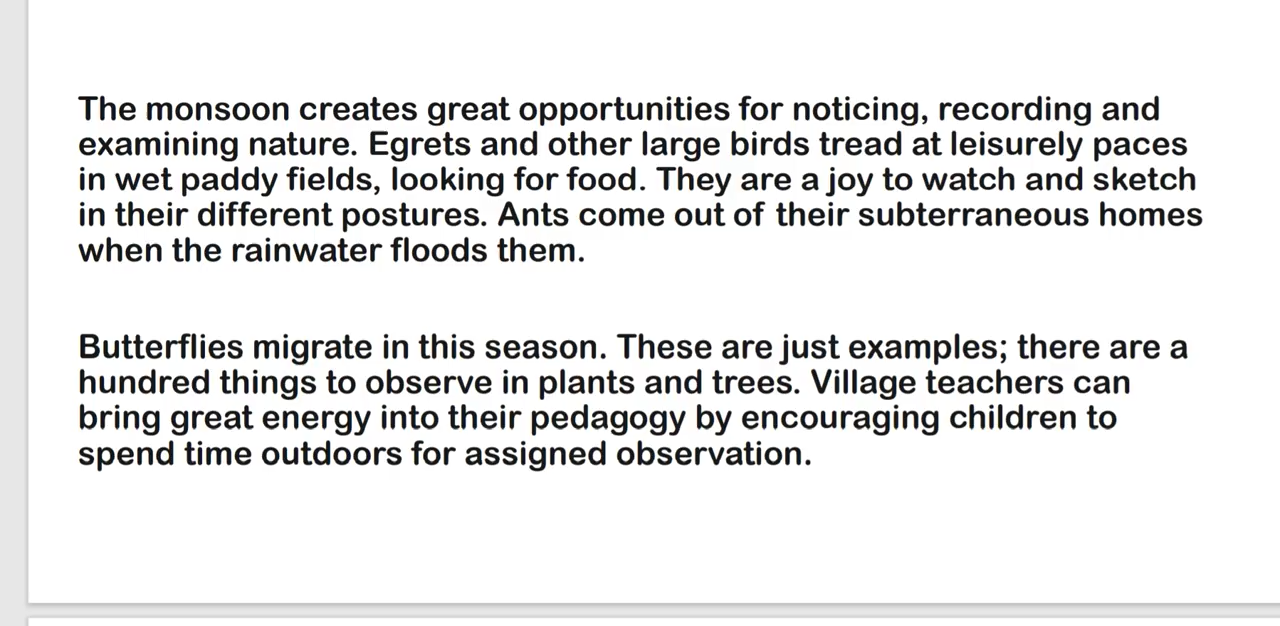 The monsoon creates great opportunities for noticing, recording and
examining nature. Egrets and other large birds tread at leisurely paces
in wet paddy fields, looking for food. They are a joy to watch and sketch
in their different postures. Ants come out of their subterraneous homes
when the rainwater floods them.
Butterflies migrate in this season. These are just examples; there are a
hundred things to observe in plants and trees. Village teachers can
bring great energy into their pedagogy by encouraging children to
spend time outdoors for assigned observation.